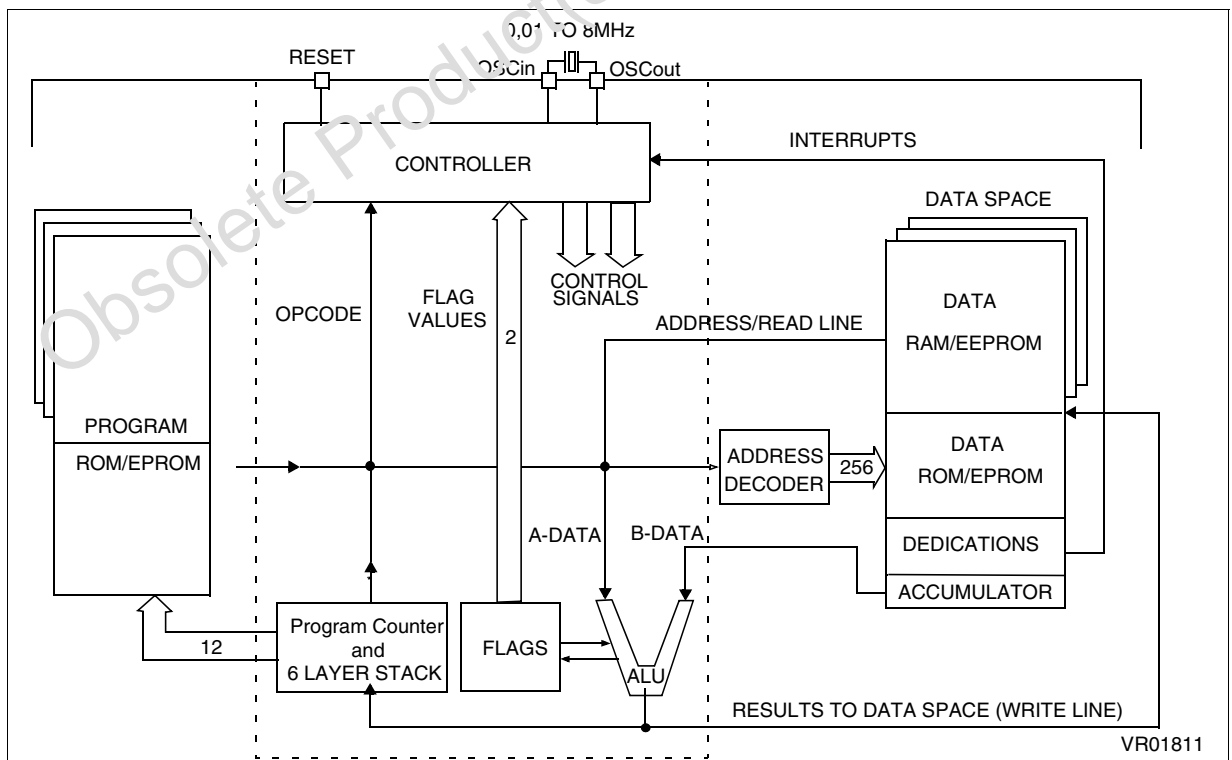 0,01 TO 8MHz
RESET
OSCin
OSCout
INTERRUPTS
CONTROLLER
DATA SPACE
OPCODE
FLAG
VALUES
2
CONTROL
SIGNALS
DATA
RAM/EEPROM
ADDRESS/READ LINE
PROGRAM
ROM/EPROM
ADDRESS
DECODER
256
DATA
ROM/EPROM
A-DATA
B-DATA
DEDICATIONS
ACCUMULATOR
12
Program Counter
and
6 LAYER STACK
FLAGS
ALU
RESULTS TO DATA SPACE (WRITE LINE)
VR01811
Obsolete Product(